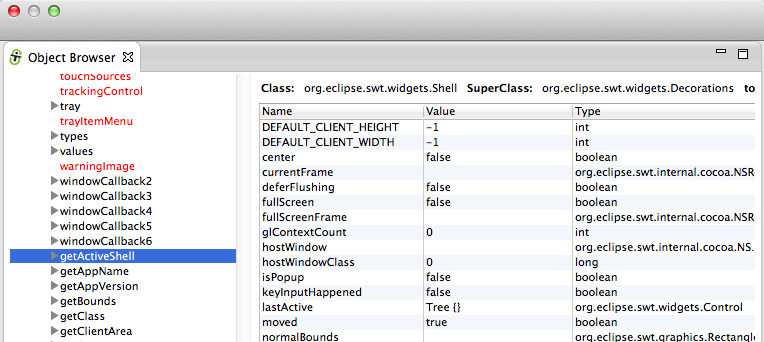 Object Browser
touchSources
trackingControl
tray
trayItemMenu
types
values
warningImage
windowCallback2
windowCallback3
windowCallback4
windowCallback5
windowCallback6
getActiveShell
getAppName
getAppVersion
getBounds
getClass
getClientArea
Class: org.eclipse.swt.widgets.Shell SuperClass: org.eclipse.swt.widgets.Decorations to
Name Value Type
DEFAULT_CLIENT_HEIGHT -1 int
DEFAULT_CLIENT_WIDTH -1 int
center false boolean
currentFrame org.eclipse.swt.internal.cocoa.NSR
deferFlushing false boolean
fullScreen false boolean
fullScreenFrame org.eclipse.swt.internal.cocoa.NSR
glContextCount 0 int
hostWindow org.eclipse.swt.internal.cocoa.NS.
hostWindowClass 0 long
isPopup false boolean
keyInputHappened false boolean
lastActive Tree {} org.eclipse.swt.widgets.Control
moved true boolean
normalBounds org.eclipse.swt.graphics.Rectangle